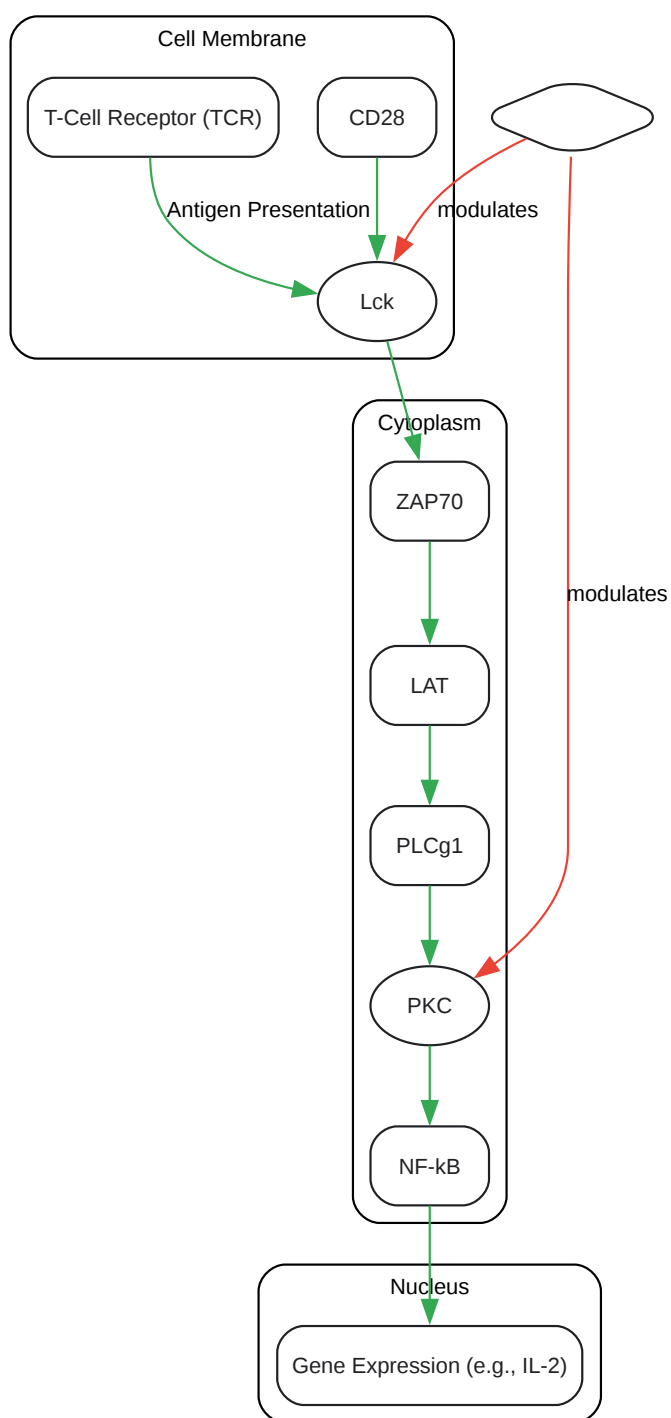 Cell Membrane
T-Cell Receptor (TCR)
CD28
Antigen Presentation
modulates
Lck
Cytoplasm
ZAP70
modulates
LAT
PLCg1
PKC
NF-kB
Nucleus
Gene Expression (e.g., IL-2)